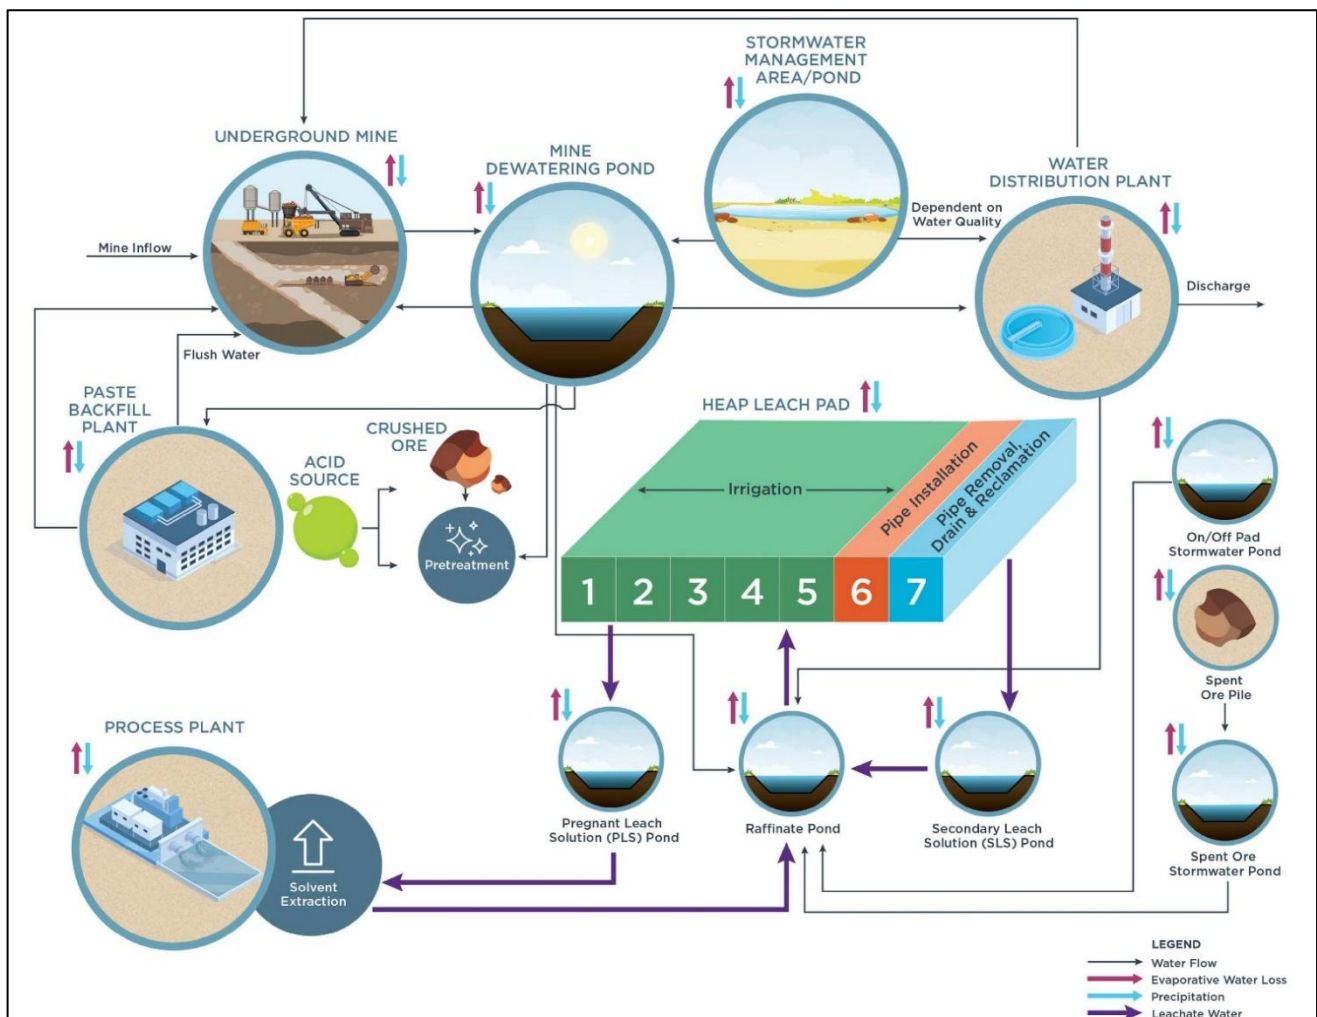 STORMWATER
MANAGEMENT
AREA/POND
UNDERGROUND MINE
MINE
DEWATERING POND
WATER
DISTRIBUTION PLANT
Dependent on
Water Quality
Mine Inflow
Discharge
Flush Water
PASTE
BACKFILL
PLANT
HEAP LEACH PAD
CRUSHED
ORE
ACID
SOURCE
Irrigation
Pipe Installation
Pipe Removal,
Drain & Reclamation
Pretreatment
On/Off Pad
Stormwater Pond
1 2 3 4 5 6 7
Spent
Ore Pile
PROCESS PLANT
Pregnant Leach
Solution (PLS) Pond
Raffinate Pond
Secondary Leach
Solution (SLS) Pond
Spent Ore
Stormwater Pond
Solvent
Extraction
LEGEND
Water Flow
Evaporative Water Loss
Precipitation
Leachate Water